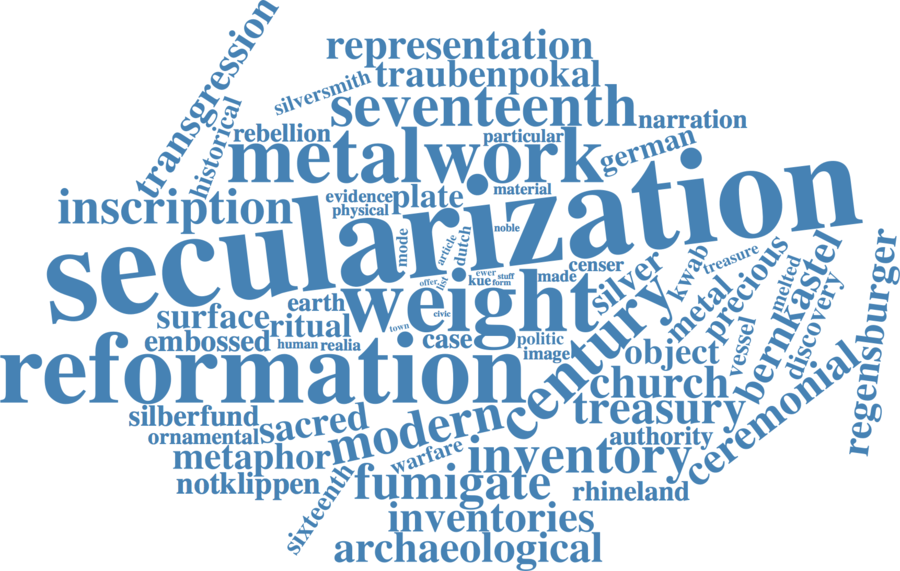 representation
transgression
traubenpokal
silversmith
seventeenth
historical
rebellion
particular
narration
metalwork
german
inscription
evidence
plate
material
physical
secularization
mode
article
dutch
noble
offer
list
ewer
stuff
kue
form
made
censer
silver
kwab
treasure
precious
melted
bernkastel
regensburger
earth
weight
surface
ritual
civic
town
embossed
human
realia
case
politic
image
century
metal
object
vessel
discovery
reformation
church
treasury
ceremonial
silberfund
sacred
ornamental
modern
authority
metaphor
warfare
inventory
notklippen
sixteenth
fumigate
rhineland
inventories
archaeological